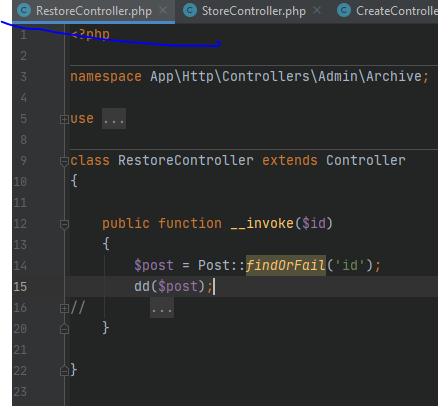 RestoreController.php × StoreController.php × CreateControlle
1 <?php
2
3 namespace App\Http\Controllers\Admin\Archive;
4
5 use ...
8
9 class RestoreController extends Controller
10 {
11
12 public function __invoke($id)
13 {
14 $post = Post::findOrFail('id');
15 dd($post);
16 // ...
20 }
21
22 }
23